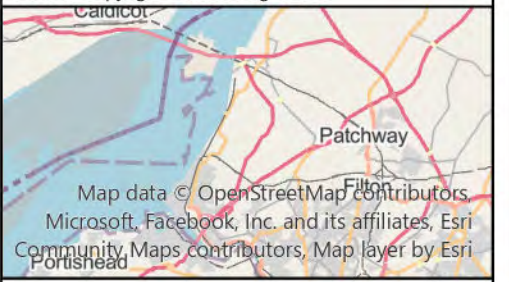 Caldicot
Patchway
Filton
Map data © OpenStreetMap contributors,
Microsoft, Facebook, Inc. and its affiliates, Esri
Community Maps contributors, Map layer by Esri
Portishead